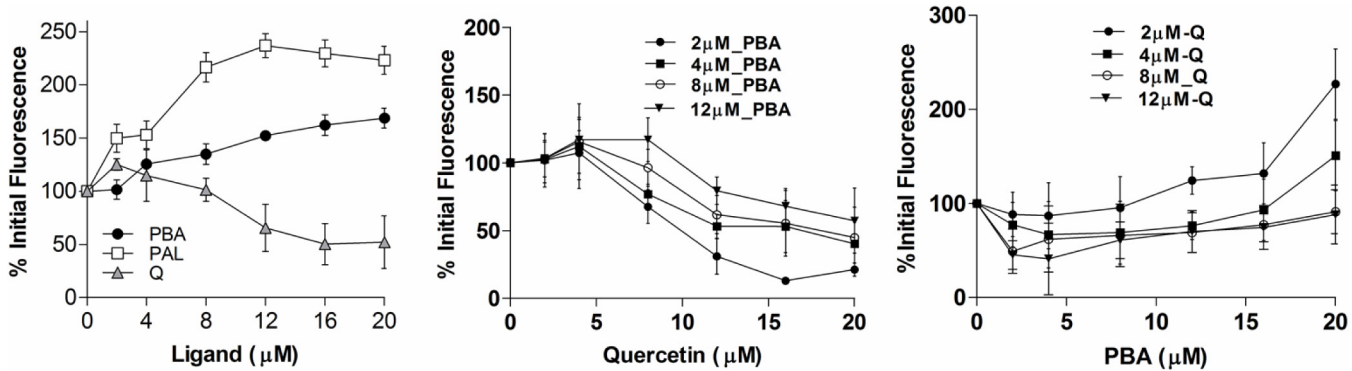 % Initial Fluorescence
250
200
150
100
50
0
PBA
PAL
Q
0 4 8 12 16 20
Ligand (μM)
% Initial Fluorescence
200
150
100
50
0
2μM_PBA
4μM_PBA
8μM_PBA
12μM_PBA
0 5 10 15 20
Quercetin (μM)
% Initial Fluorescence
300
200
100
0
2μM-Q
4μM-Q
8μM_Q
12μM-Q
0 5 10 15 20
PBA (μM)